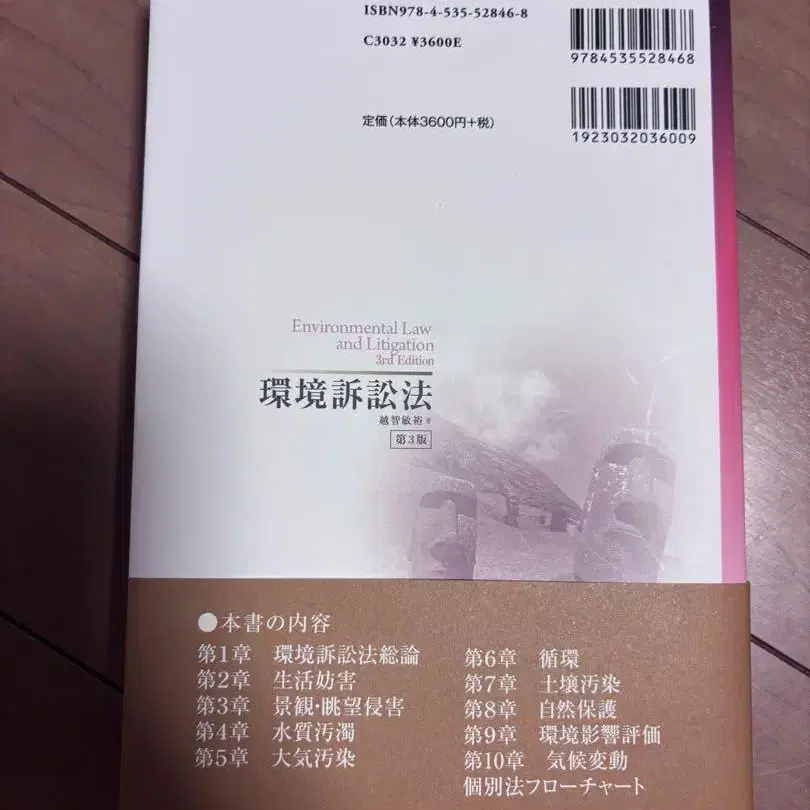 ISBN978-4-535-52846-8
C3032 ¥3600E
9784535528468
定価(本体3600円+税)
1923032036009
Environmental Law
and Litigation
3rd Edition
環境訴訟法
越智敏裕 著
第3版
●本書の内容
第1章 環境訴訟法総論
第2章 生活妨害
第3章 景観・眺望侵害
第4章 水質汚濁
第5章 大気汚染
第6章 循環
第7章 土壌汚染
第8章 自然保護
第9章 環境影響評価
第10章 気候変動
個別法フローチャート